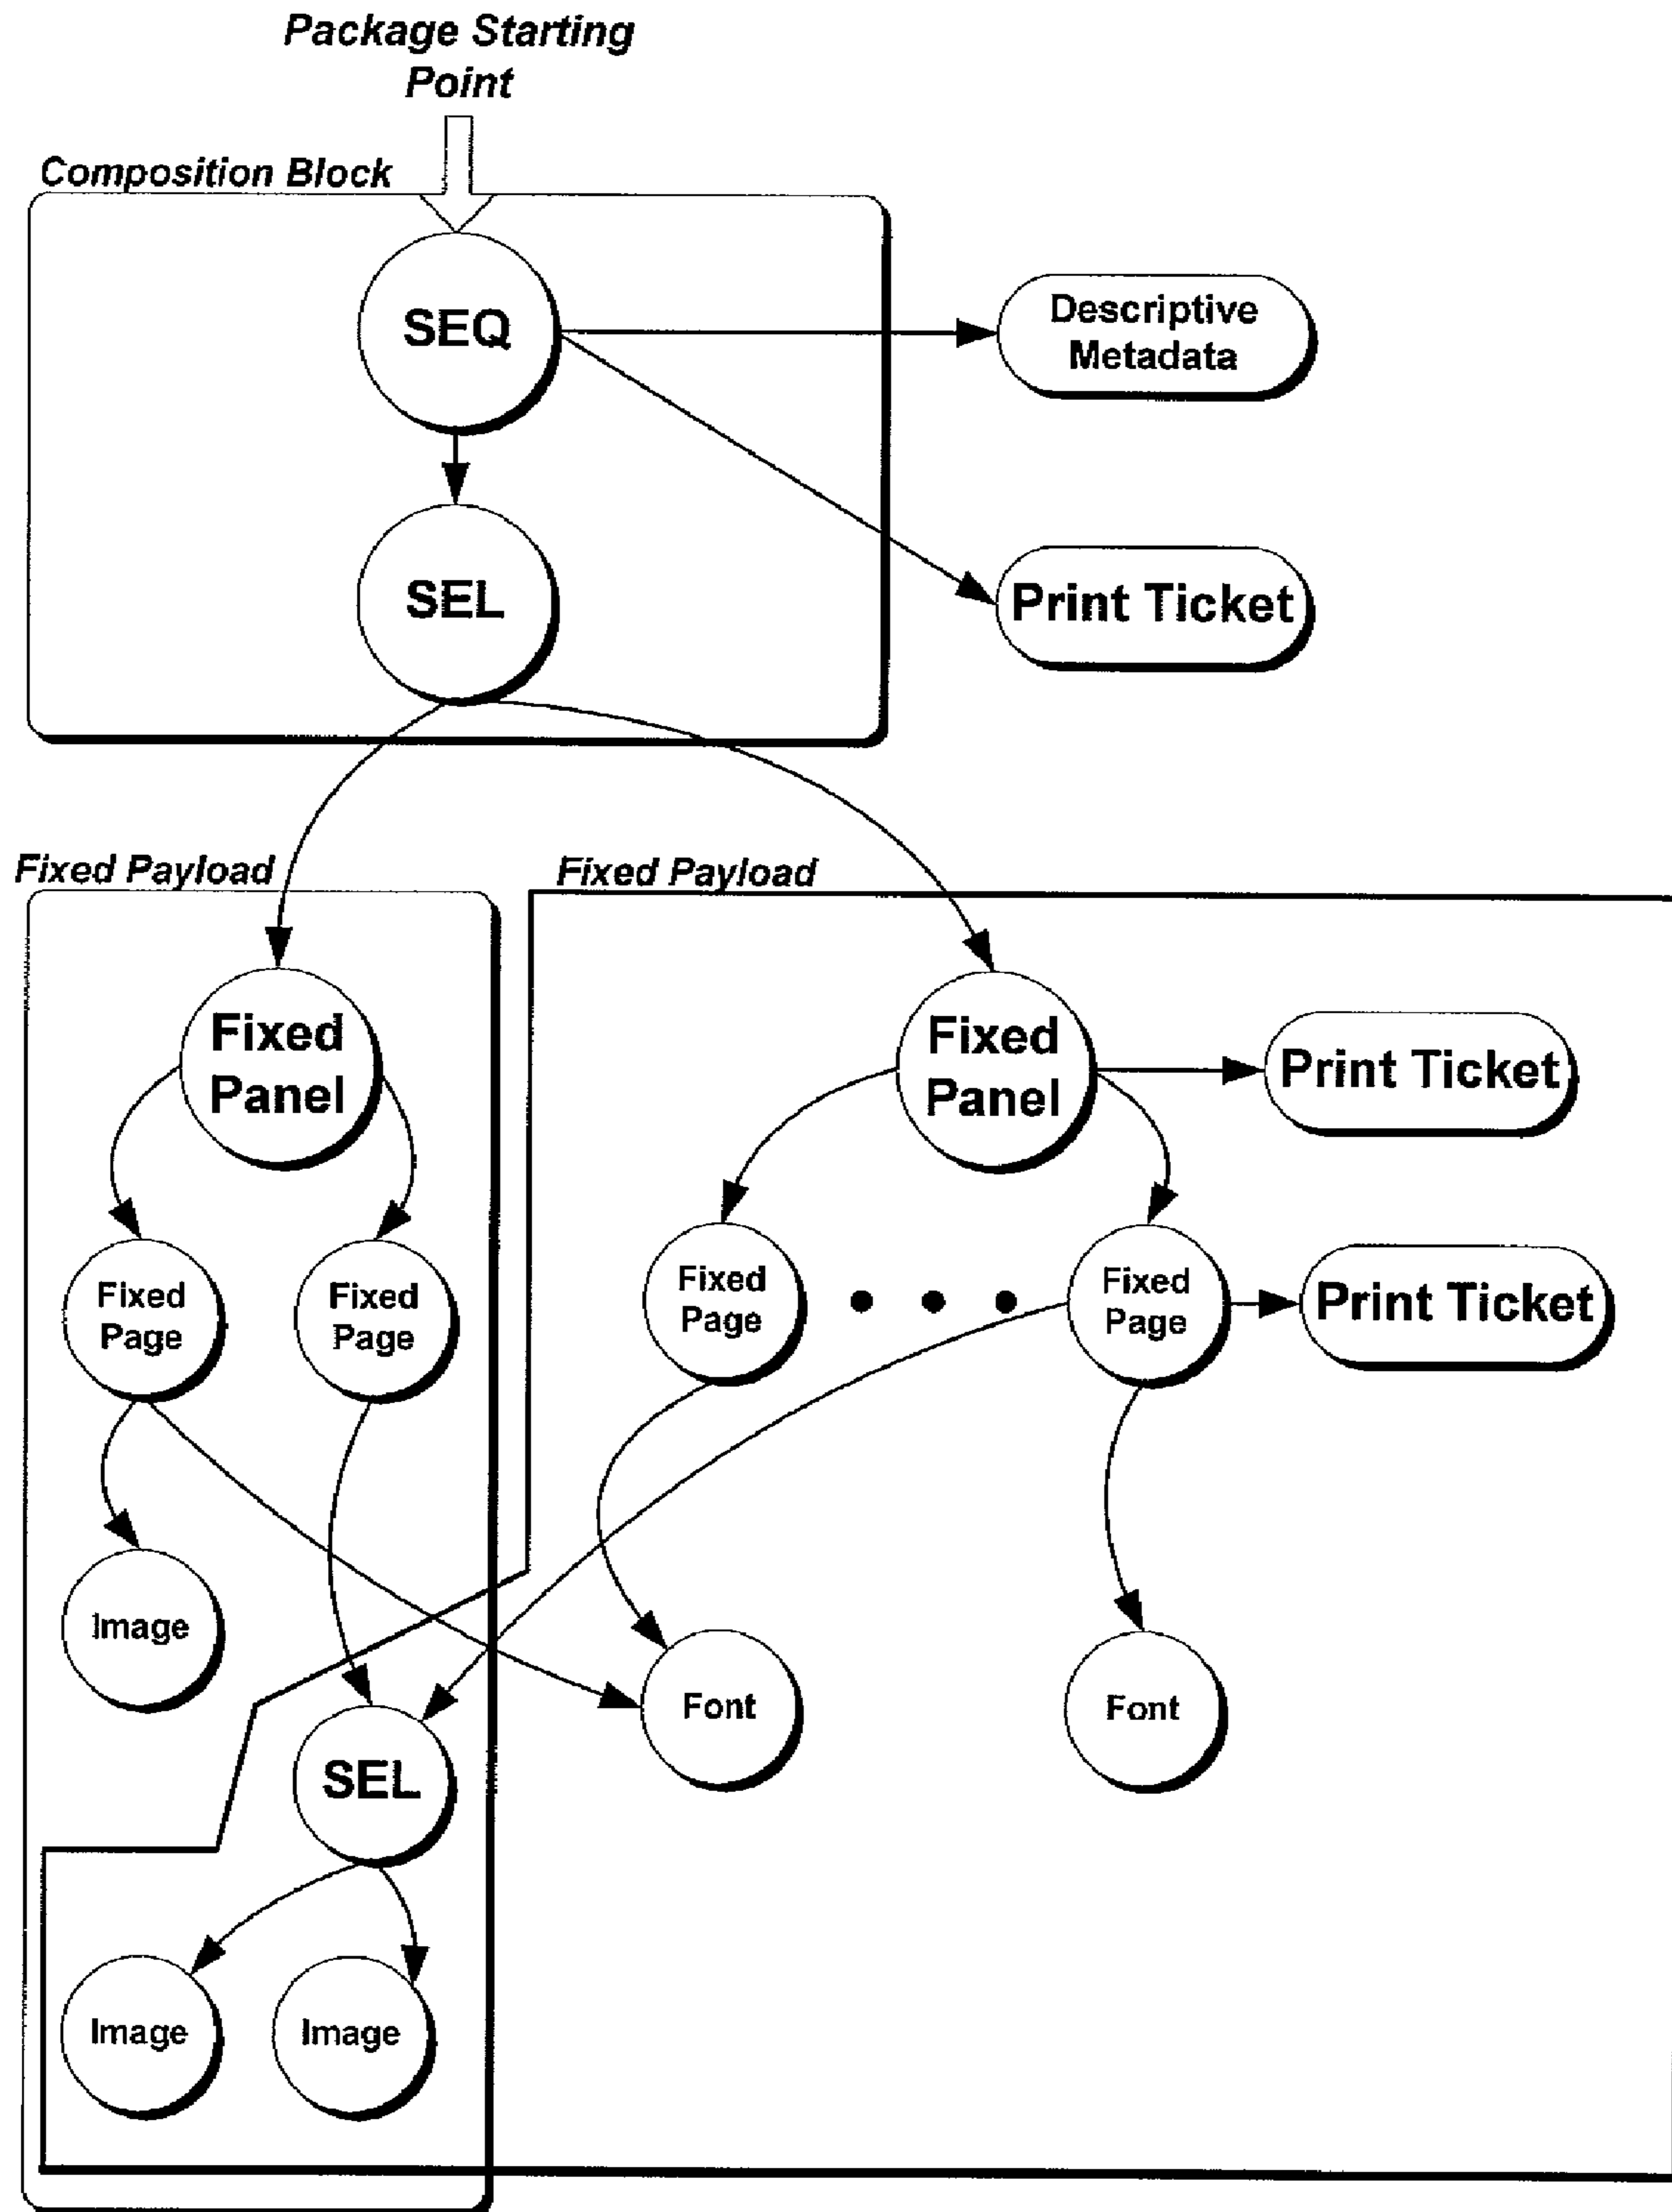 Package Starting
Point
Composition Block
SEQ
Descriptive
Metadata
SEL
Print Ticket
Fixed Payload
Fixed Payload
Fixed
Panel
Fixed
Panel
Print Ticket
Fixed
Page
Fixed
Page
Fixed
Page
Fixed
Page
Print Ticket
Image
Font
Font
SEL
Image
Image